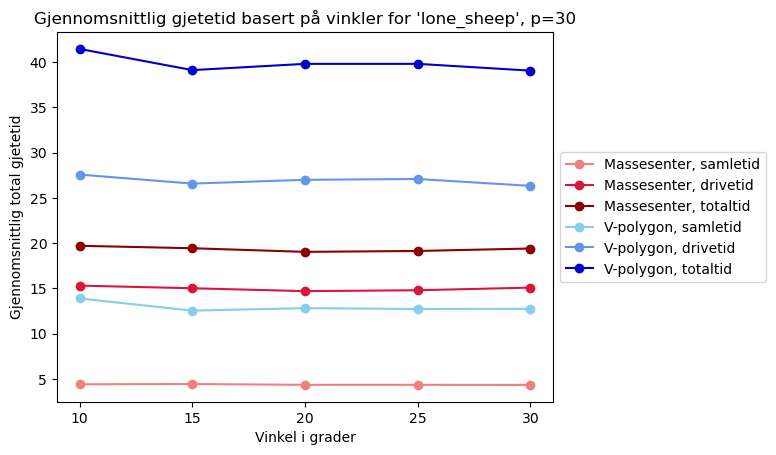 Gjennomsnittlig gjetetid basert på vinkler for 'lone_sheep', p=30
Gjennomsnittlig total gjetetid
40
35
30
25
20
15
10
5
10 15 20 25 30
Vinkel i grader
Massesenter, samletid
Massesenter, drivetid
Massesenter, totaltid
V-polygon, samletid
V-polygon, drivetid
V-polygon, totaltid